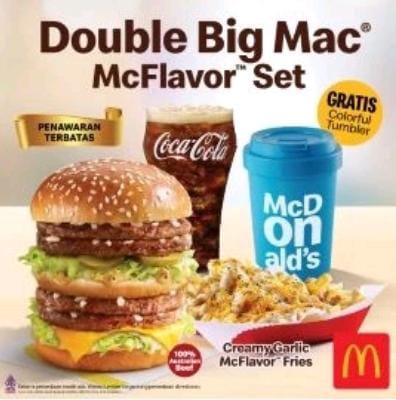 Double Big Mac®
McFlavor™ Set
PENAWARAN
TERBATAS
GRATIS
Colorful
Tumbler
Coca-Cola
McD
on
ald's
100%
Australian
Beef
Creamy Garlic
McFlavor™ Fries